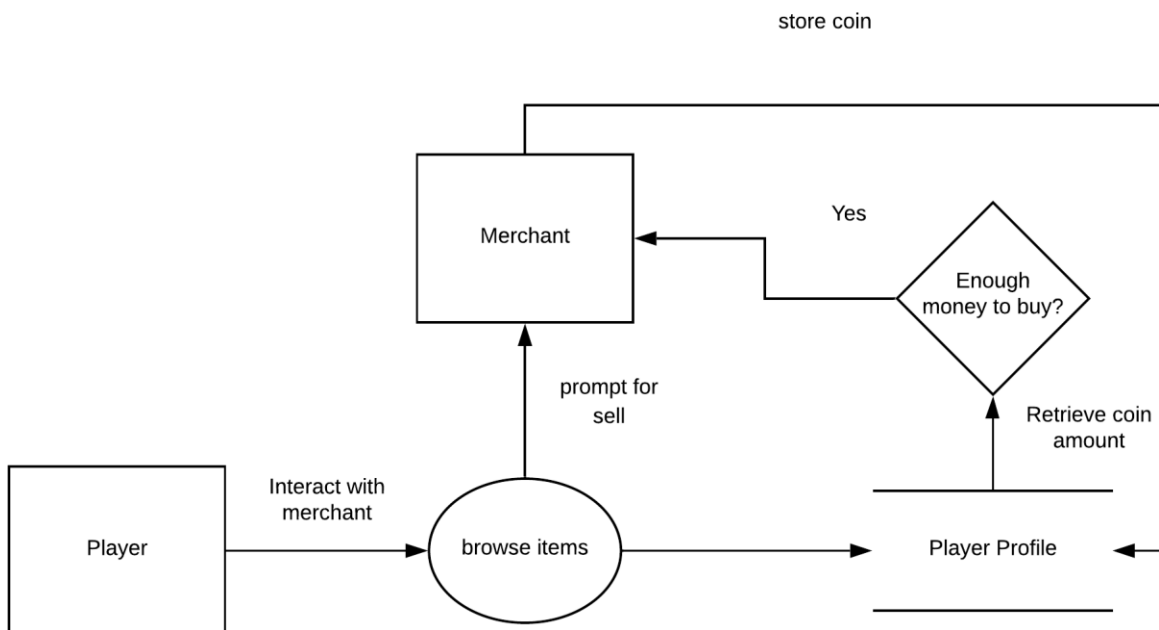 store coin
Merchant
Yes
Enough
money to buy?
prompt for
sell
Retrieve coin
amount
Interact with
merchant
Player
browse items
Player Profile